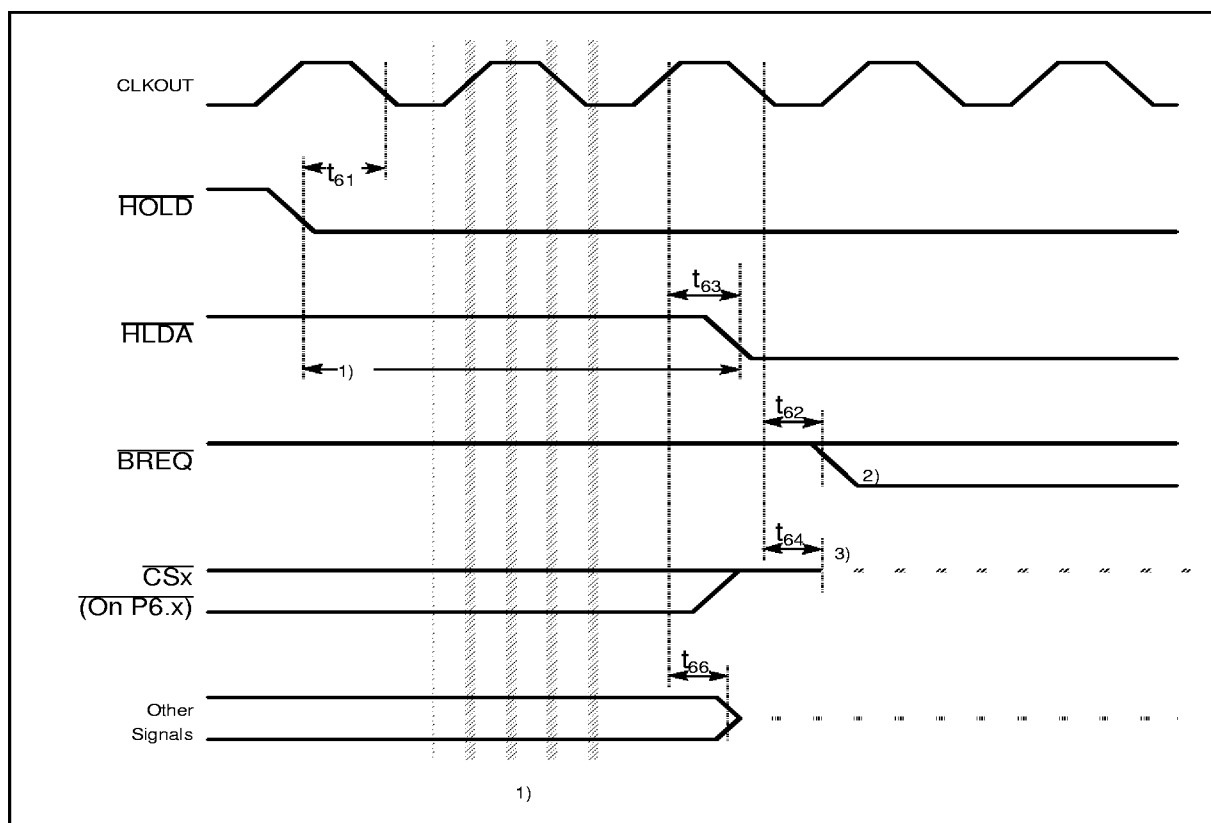 CLKOUT
t61
HOLD
t63
HLDA
1)
t62
BREQ
2)
t64
3)
CSx
(On P6.x)
t66
Other
Signals
1)